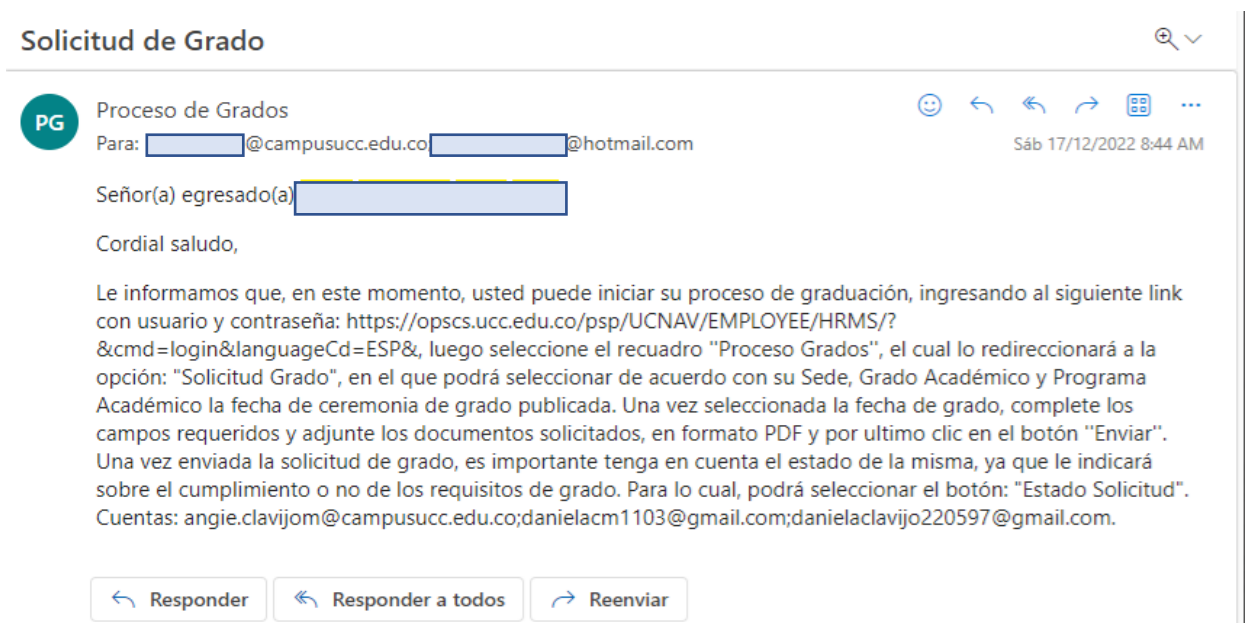 Solicitud de Grado
PG
Proceso de Grados
Para: @campusucc.edu.co; @hotmail.com
Sáb 17/12/2022 8:44 AM
Señor(a) egresado(a)
Cordial saludo,
Le informamos que, en este momento, usted puede iniciar su proceso de graduación, ingresando al siguiente link
con usuario y contraseña: https://opscs.ucc.edu.co/psp/UCNAV/EMPLOYEE/HRMS/?
&cmd=login&languageCd=ESP&, luego seleccione el recuadro ''Proceso Grados'', el cual lo redireccionará a la
opción: "Solicitud Grado", en el que podrá seleccionar de acuerdo con su Sede, Grado Académico y Programa
Académico la fecha de ceremonia de grado publicada. Una vez seleccionada la fecha de grado, complete los
campos requeridos y adjunte los documentos solicitados, en formato PDF y por ultimo clic en el botón ''Enviar''.
Una vez enviada la solicitud de grado, es importante tenga en cuenta el estado de la misma, ya que le indicará
sobre el cumplimiento o no de los requisitos de grado. Para lo cual, podrá seleccionar el botón: "Estado Solicitud".
Cuentas: angie.clavijom@campusucc.edu.co;danielacm1103@gmail.com;danielaclavijo220597@gmail.com.
Responder
Responder a todos
Reenviar